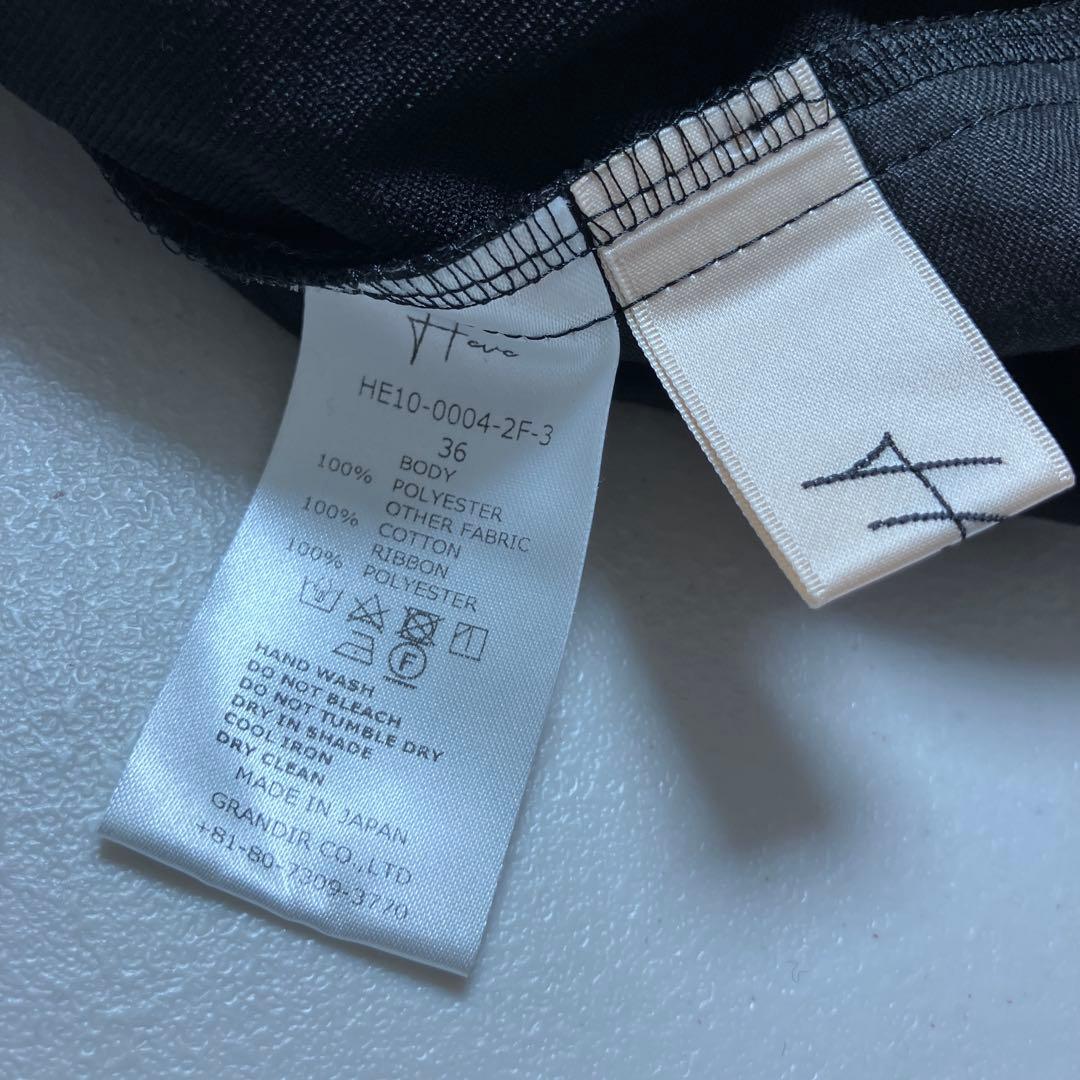 HE10-0004-2F-3
36
BODY
100% POLYESTER
OTHER FABRIC
100% COTTON
RIBBON
100% POLYESTER
F
HAND WASH
DO NOT BLEACH
DO NOT TUMBLE DRY
DRY IN SHADE
COOL IRON
DRY CLEAN
MADE IN JAPAN
GRANDIR CO.,LTD
+81-80-7309-3770